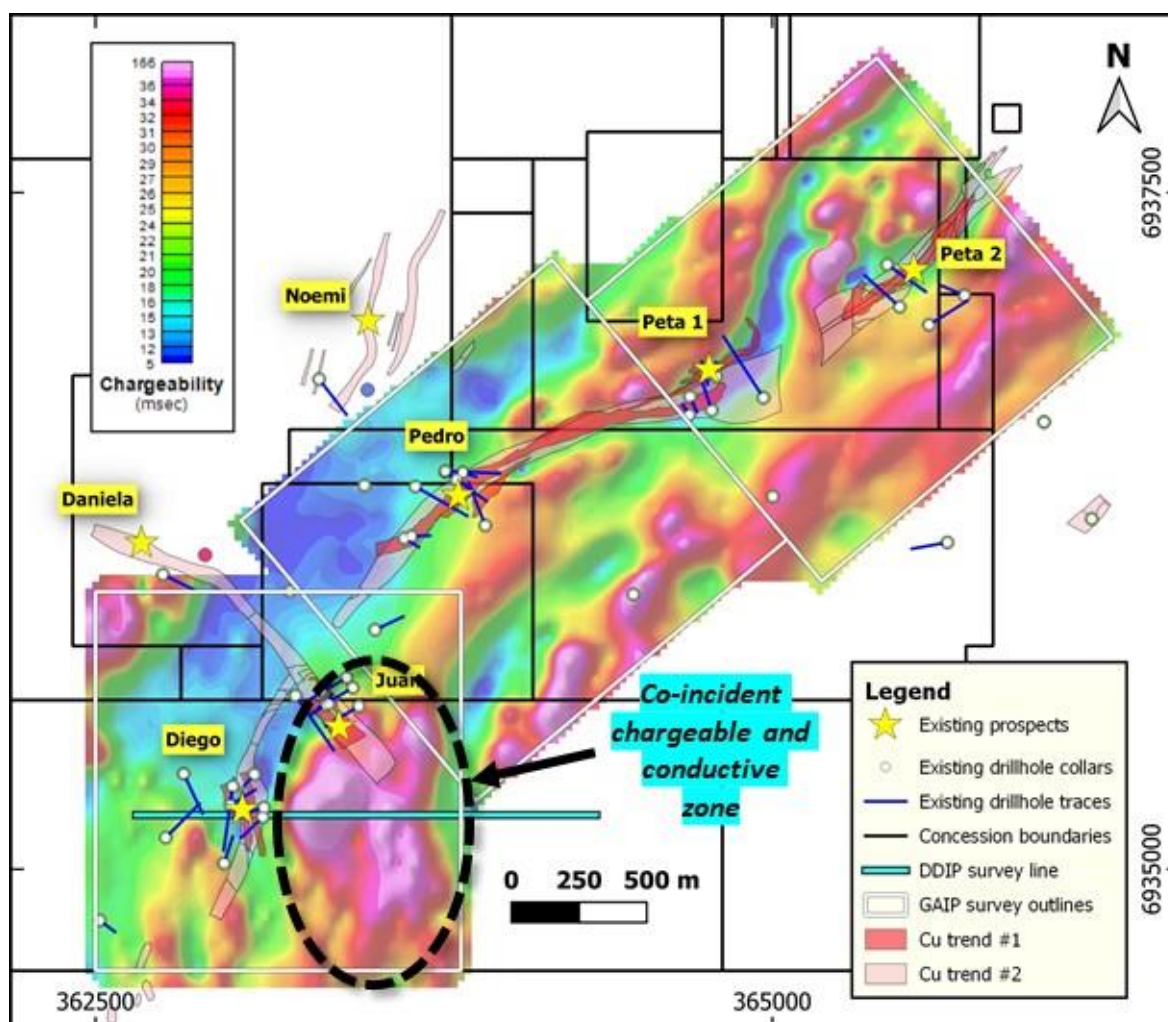 166
36
34
32
31
30
29
27
26
25
24
22
21
20
18
16
15
13
12
5
Chargeability
(msec)
N
6937500
Peta 2
Noemi
Peta 1
Pedro
Daniela
Juan
Diego
Co-incident
chargeable and
conductive
zone
0 250 500 m
Legend
Existing prospects
Existing drillhole collars
Existing drillhole traces
Concession boundaries
DDIP survey line
GAIP survey outlines
Cu trend #1
Cu trend #2
6935000
362500
365000